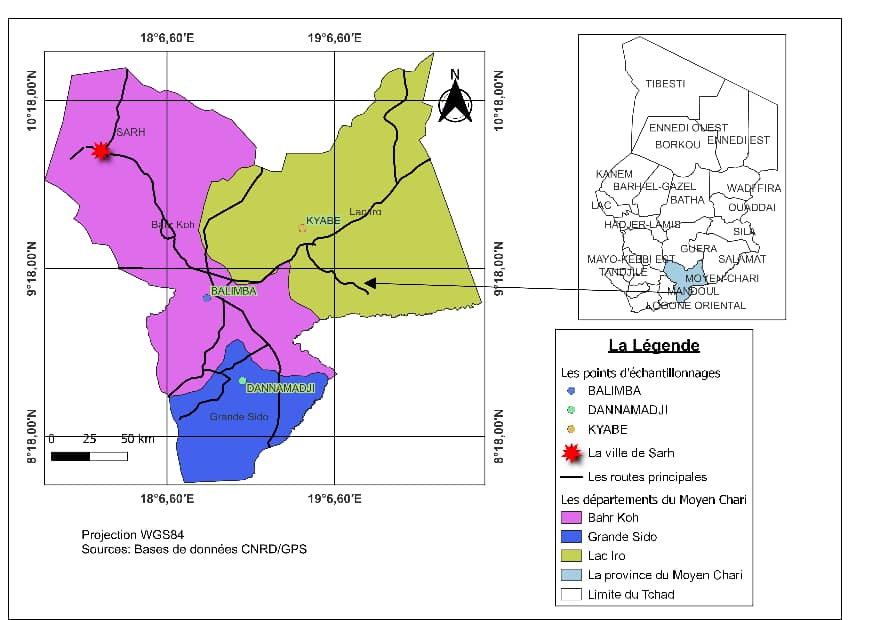 18°6,60'E 19°6,60'E
10°18,00'N
9°18,00'N
8°18,00'N
10°18,00'N
9°18,00'N
8°18,00'N
N
SARH
Bahr Koh
KYABE
Lac Iro
BALIMBA
DANNAMADJI
Grande Sido
0 25 50 km
18°6,60'E 19°6,60'E
Projection WGS84
Sources: Bases de données CNRD/GPS
TIBESTI
ENNEDI OUEST
BORKOU
ENNEDI EST
KANEM
BARH-EL-GAZEL
WADI FIRA
BATHA
LAC
OUADDAI
HADJER-LAMIS
SILA
GUERA
MAYO-KEBBI EST
SALAMAT
TANDJILE
MOYEN-CHARI
MANDOUL
LOGONE ORIENTAL
La Légende
Les points d'échantillonnages
BALIMBA
DANNAMADJI
KYABE
La ville de Sarh
Les routes principales
Les départements du Moyen Chari
Bahr Koh
Grande Sido
Lac Iro
La province du Moyen Chari
Limite du Tchad